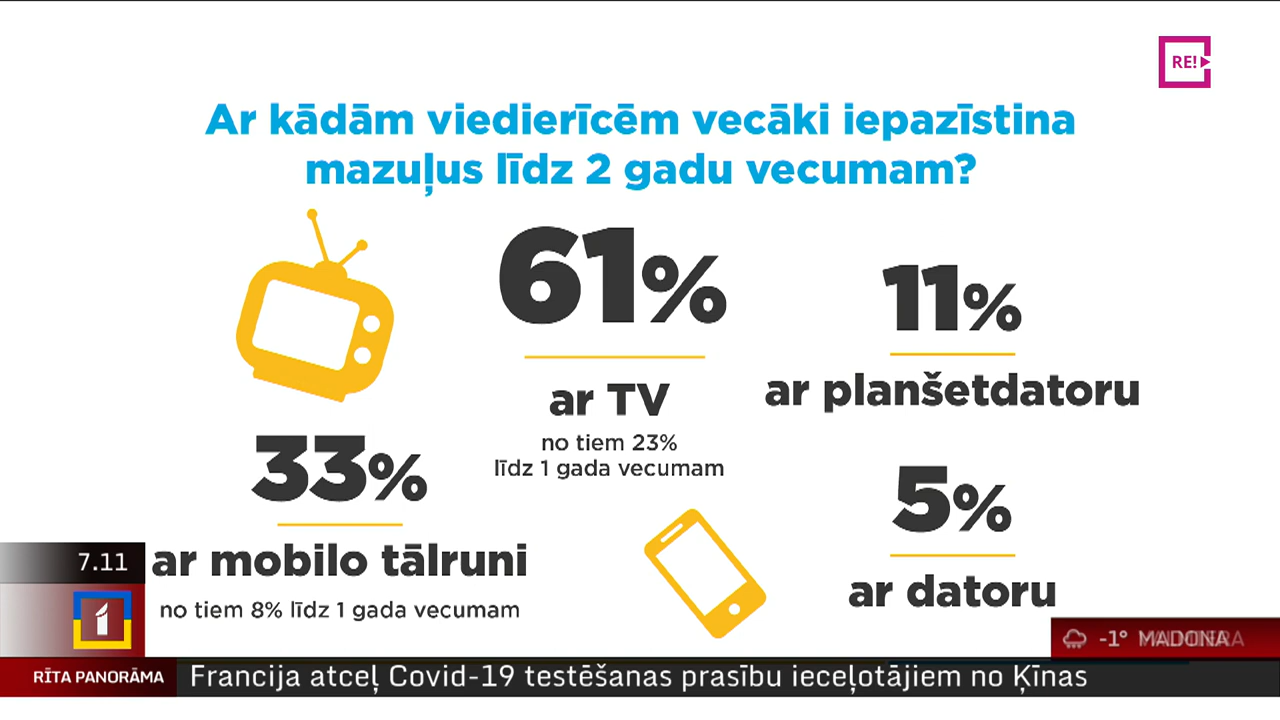 RE!
Ar kādām viedierīcēm vecāki iepazīstina
mazuļus līdz 2 gadu vecumam?
61%
ar TV
no tiem 23%
līdz 1 gada vecumam
11%
ar planšetdatoru
33%
ar mobilo tālruni
no tiem 8% līdz 1 gada vecumam
5%
ar datoru
7.11
1
-1° MADONA
RĪTA PANORĀMA
Francija atceļ Covid-19 testēšanas prasību ieceļotājiem no Ķīnas